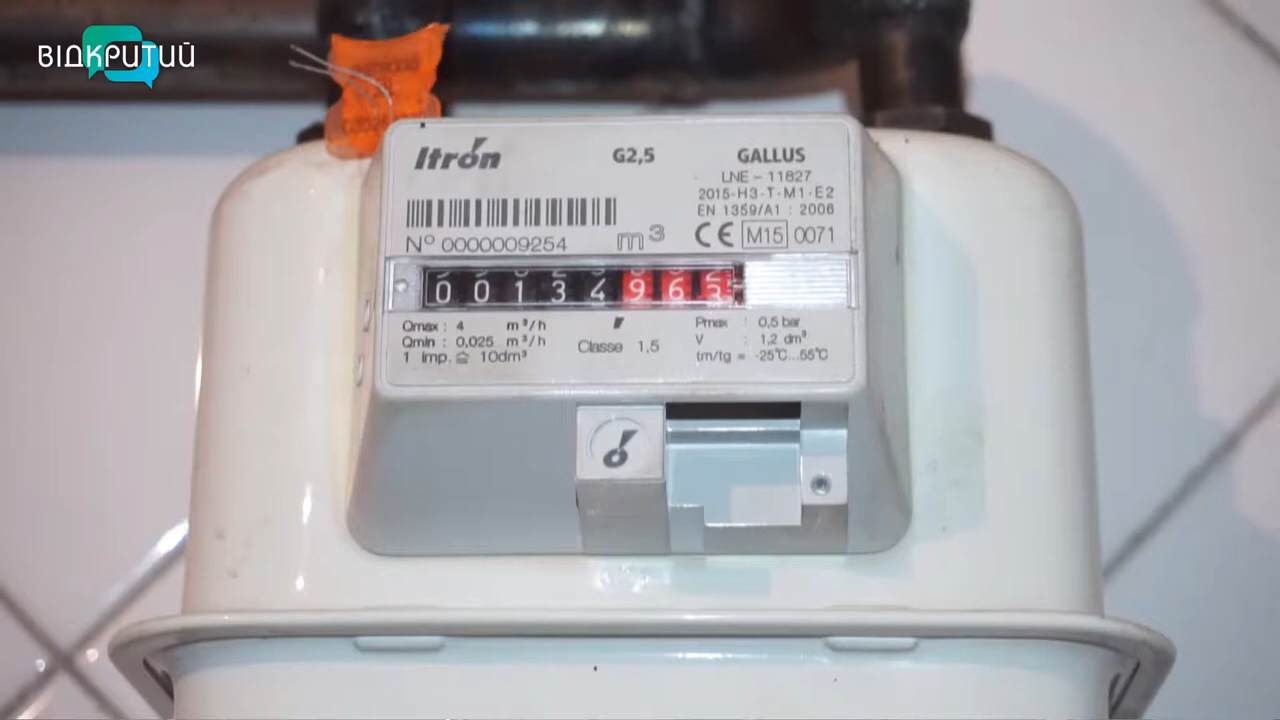 ВІДКРИТИЙ
Itron G2,5 GALLUS
LNE - 11827
2015-H3-T-M1-E2
EN 1359/A1 : 2006
Nº 0000009254 m³ CE M15 0071
0 0 1 3 4 9 6
Qmax : 4 m³/h Pmax : 0,5 bar
Qmin : 0,025 m³/h Classe 1,5 V : 1,2 dm³
1 imp. ≙ 10dm³ tm/tg = -25°C...55°C